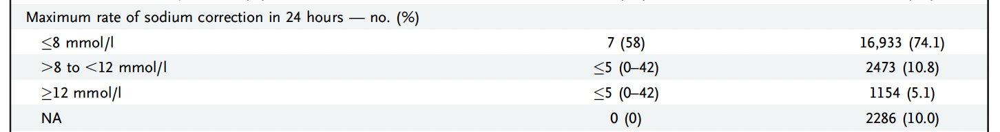 Maximum rate of sodium correction in 24 hours — no. (%)
≤8 mmol/l 7 (58) 16,933 (74.1)
>8 to <12 mmol/l ≤5 (0–42) 2473 (10.8)
≥12 mmol/l ≤5 (0–42) 1154 (5.1)
NA 0 (0) 2286 (10.0)